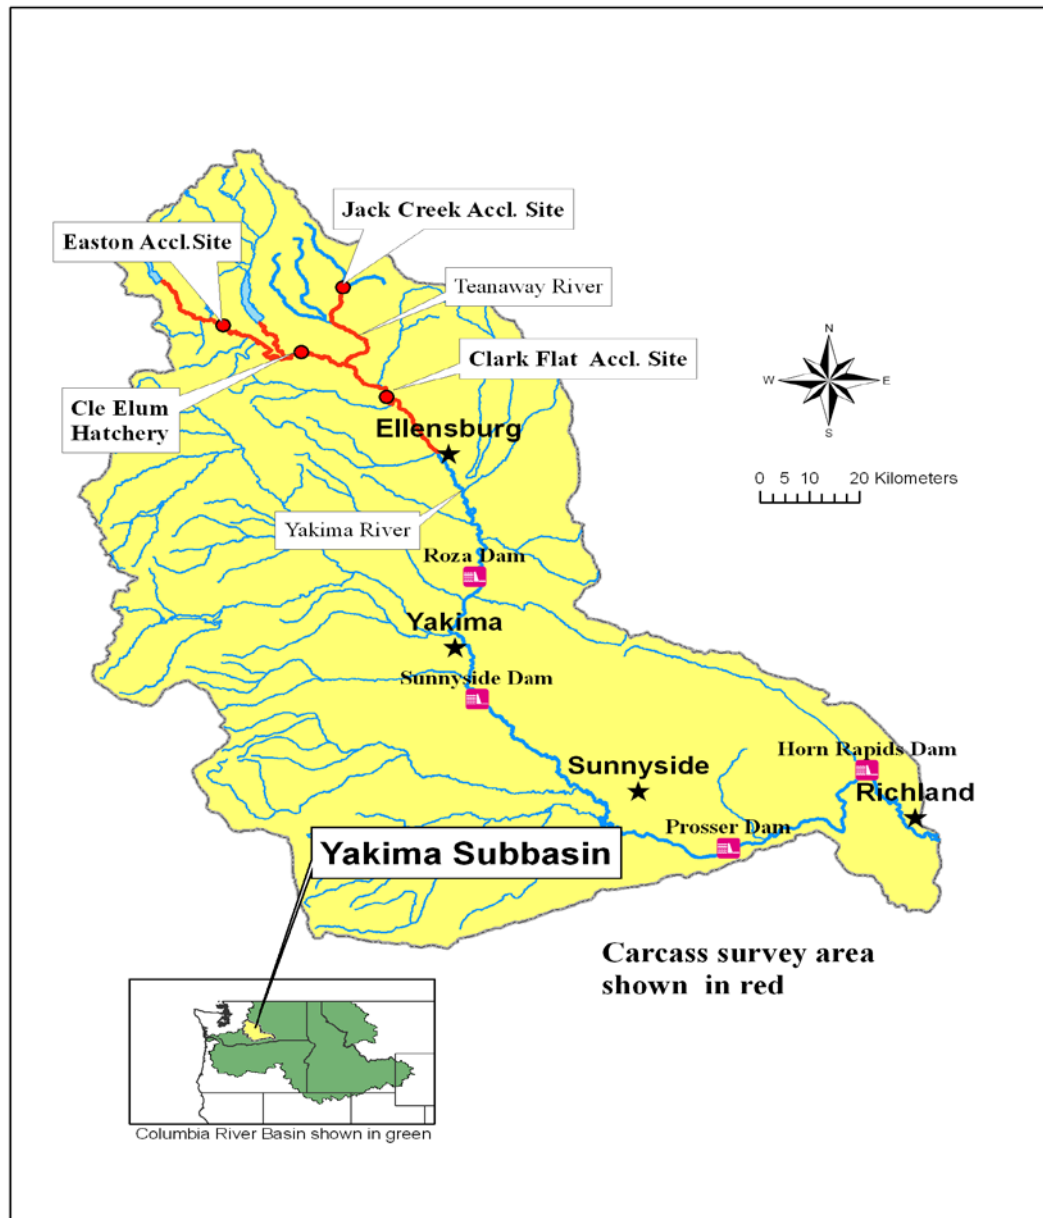 Jack Creek Accl. Site
Easton Accl.Site
Teanaway River
Clark Flat Accl. Site
Cle Elum
Hatchery
Ellensburg
N
W
E
S
0 5 10 20 Kilometers
Yakima River
Roza Dam
Yakima
Sunnyside Dam
Horn Rapids Dam
Sunnyside
Richland
Prosser Dam
Yakima Subbasin
Carcass survey area
shown in red
Columbia River Basin shown in green